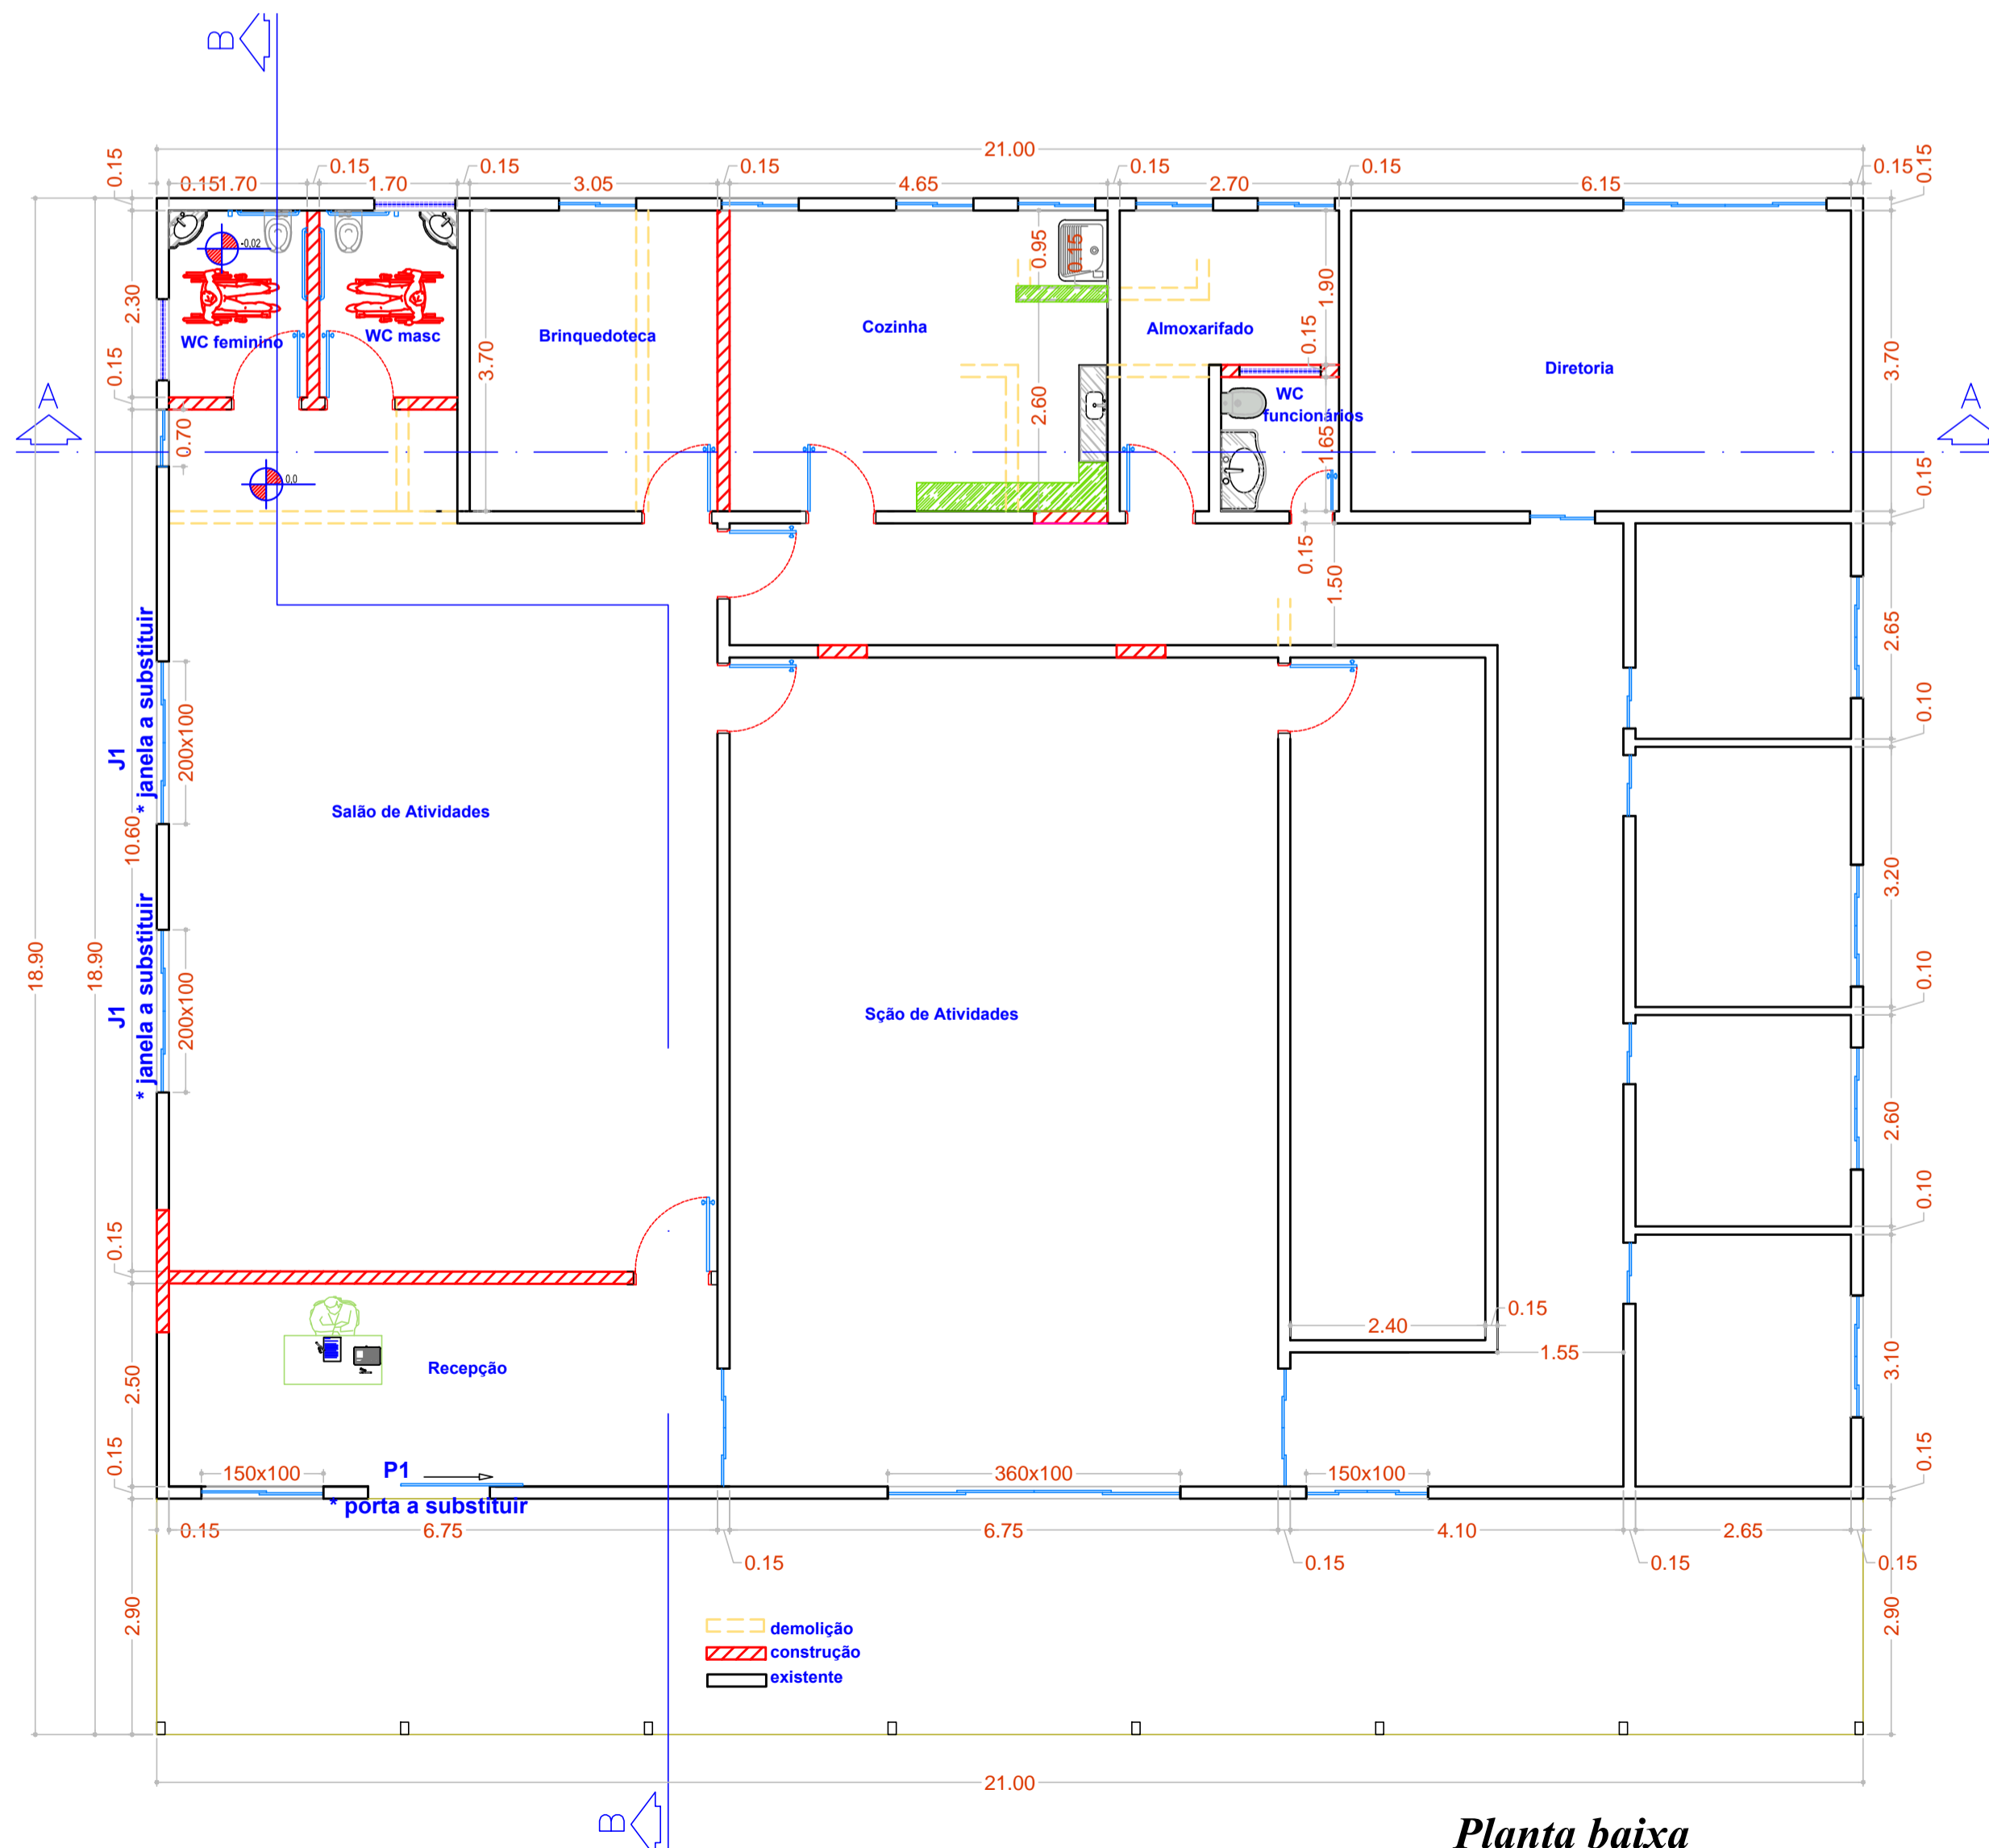 B
21.00
0.15
0.15
0.15
0.15
0.15
0.15
0.15
0.15
0.15
1.70
1.70
3.05
4.65
2.70
6.15
-0.02
0.95
0.15
1.90
2.30
WC feminino
WC masc
Brinquedoteca
Cozinha
Almoxarifado
0.15
Diretoria
3.70
3.70
0.15
WC
funcionários
2.60
1.65
A
A
0.70
0.0
0.15
0.15
1.50
2.65
J1
* janela a substituir
200x100
0.10
Salão de Atividades
10.60
3.20
18.90
18.90
J1
* janela a substituir
200x100
Sção de Atividades
0.10
2.60
0.10
0.15
2.40
0.15
1.55
Recepção
2.50
3.10
0.15
0.15
150x100
P1
360x100
150x100
* porta a substituir
0.15
6.75
6.75
4.10
2.65
0.15
0.15
0.15
0.15
2.90
2.90
demolição
construção
existente
21.00
B
Planta baixa